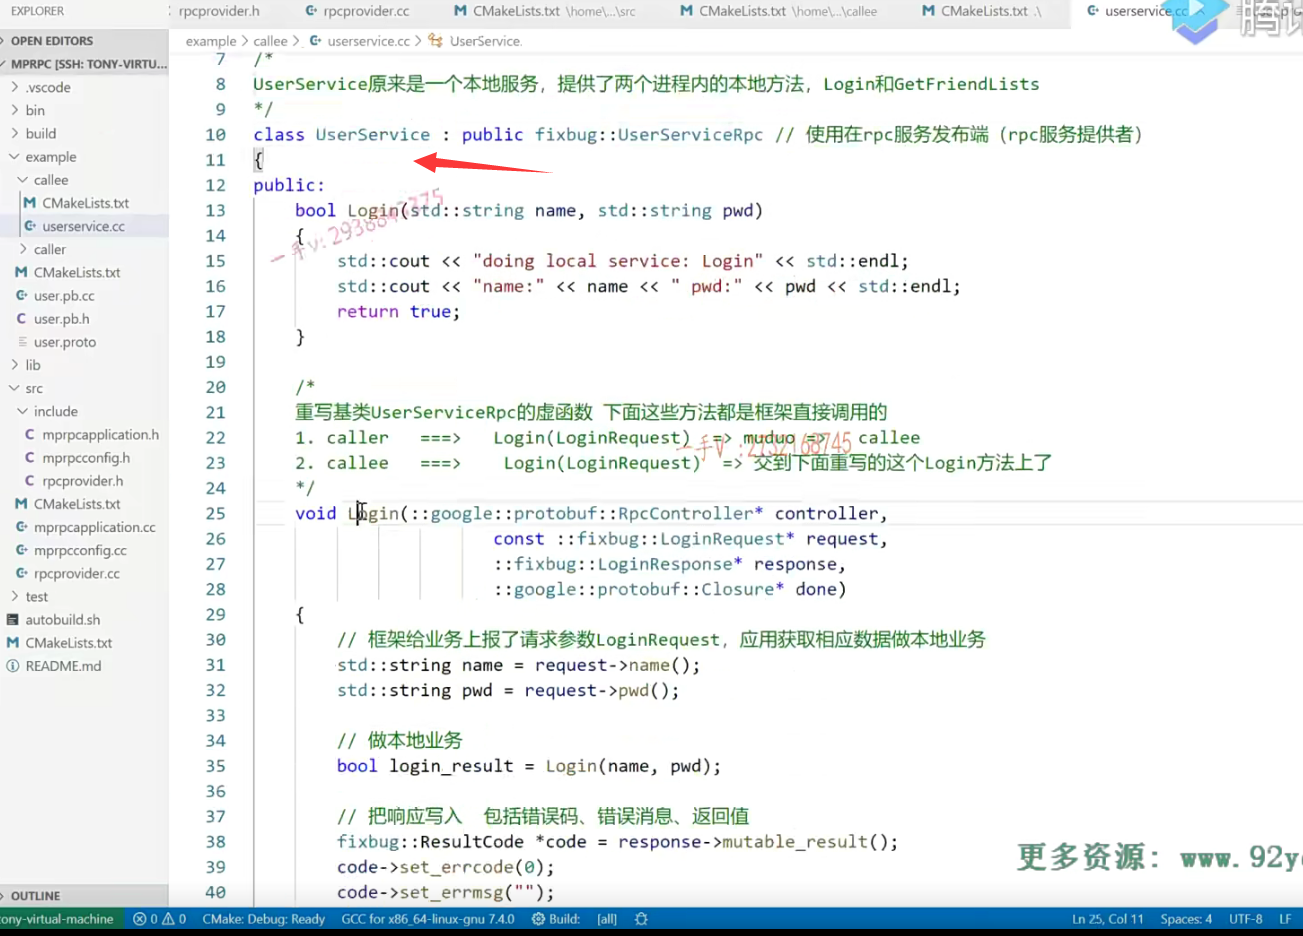 EXPLORER
rpcprovider.h
rpcprovider.cc
CMakeLists.txt \home\...\src
CMakeLists.txt \home\...\callee
CMakeLists.txt .\
userservice.cc
OPEN EDITORS
MPRPC [SSH: TONY-VIRTU...
.vscode
bin
build
example
callee
CMakeLists.txt
userservice.cc
caller
CMakeLists.txt
user.pb.cc
user.pb.h
user.proto
lib
src
include
mprpcapplication.h
mprpcconfig.h
rpcprovider.h
CMakeLists.txt
mprpcapplication.cc
mprpcconfig.cc
rpcprovider.cc
test
autobuild.sh
CMakeLists.txt
README.md
OUTLINE
example > callee > userservice.cc > UserService.
7 /*
8 UserService原来是一个本地服务，提供了两个进程内的本地方法，Login和GetFriendLists
9 */
10 class UserService : public fixbug::UserServiceRpc // 使用在rpc服务发布端（rpc服务提供者）
11 {
12 public:
13 bool Login(std::string name, std::string pwd)
14 {
15 std::cout << "doing local service: Login" << std::endl;
16 std::cout << "name:" << name << " pwd:" << pwd << std::endl;
17 return true;
18 }
19
20 /*
21 重写基类UserServiceRpc的虚函数 下面这些方法都是框架直接调用的
22 1. caller ===> Login(LoginRequest) => muduo => callee
23 2. callee ===> Login(LoginRequest) => 交到下面重写的这个Login方法上了
24 */
25 void Login(::google::protobuf::RpcController* controller,
26 const ::fixbug::LoginRequest* request,
27 ::fixbug::LoginResponse* response,
28 ::google::protobuf::Closure* done)
29 {
30 // 框架给业务上报了请求参数LoginRequest，应用获取相应数据做本地业务
31 std::string name = request->name();
32 std::string pwd = request->pwd();
33
34 // 做本地业务
35 bool login_result = Login(name, pwd);
36
37 // 把响应写入 包括错误码、错误消息、返回值
38 fixbug::ResultCode *code = response->mutable_result();
39 code->set_errcode(0);
40 code->set_errmsg("");
更多资源：www.92y
tony-virtual-machine 0 0 CMake: Debug: Ready GCC for x86_64-linux-gnu 7.4.0 Build: [all] Ln 25, Col 11 Spaces: 4 UTF-8 LF